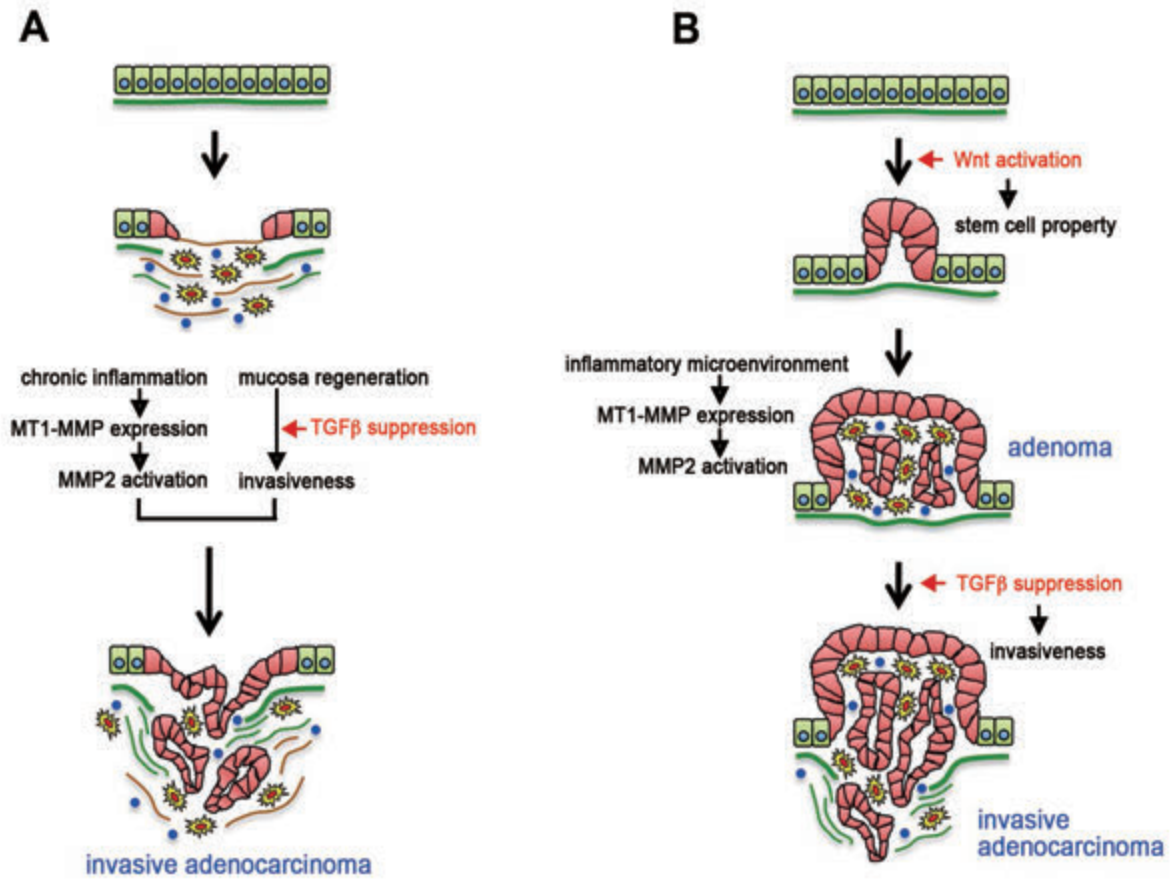 A
chronic inflammation
mucosa regeneration
MT1-MMP expression
TGFβ suppression
MMP2 activation
invasiveness
invasive adenocarcinoma
B
Wnt activation
stem cell property
inflammatory microenvironment
MT1-MMP expression
MMP2 activation
adenoma
TGFβ suppression
invasiveness
invasive
adenocarcinoma